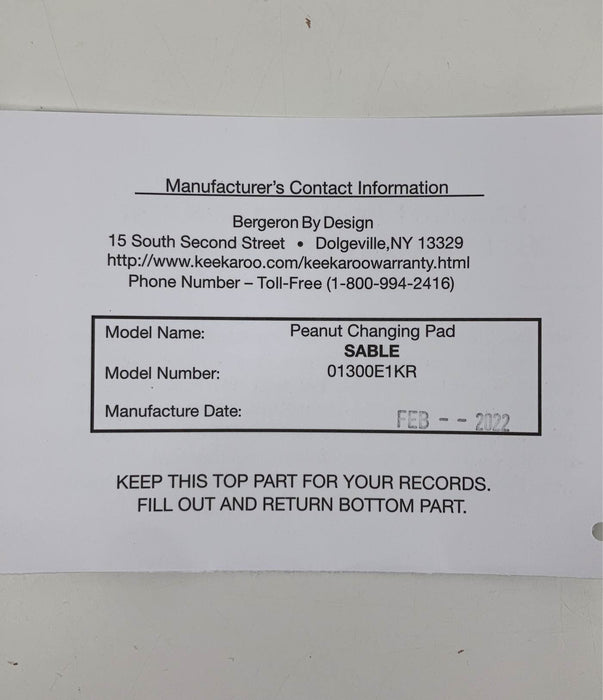 Manufacturer's Contact Information
Bergeron By Design
15 South Second Street • Dolgeville,NY 13329
http://www.keekaroo.com/keekaroowarranty.html
Phone Number – Toll-Free (1-800-994-2416)
Model Name: Peanut Changing Pad
SABLE
Model Number: 01300E1KR
Manufacture Date: FEB - - 2022
KEEP THIS TOP PART FOR YOUR RECORDS.
FILL OUT AND RETURN BOTTOM PART.